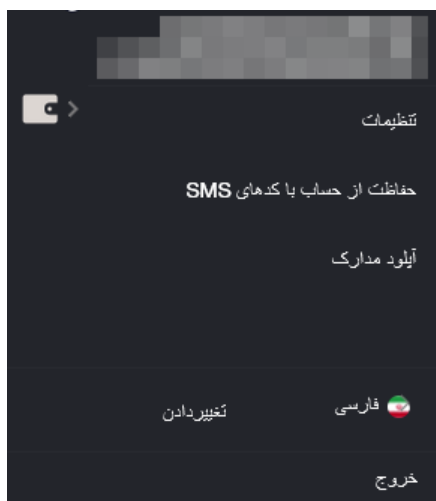 تنظیمات
حفاظت از حساب با کدهای SMS
آپلود مدارک
فارسی تغییردادن
خروج